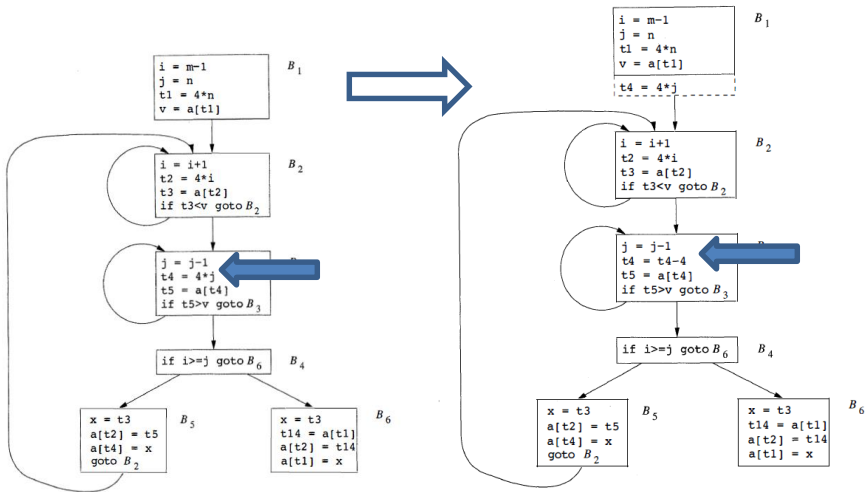 i = m-1
j = n
t1 = 4*n
v = a[t1]
B1
i = i+1
t2 = 4*i
t3 = a[t2]
if t3<v goto B2
B2
j = j-1
t4 = 4*j
t5 = a[t4]
if t5>v goto B3
if i>=j goto B6
B4
x = t3
a[t2] = t5
a[t4] = x
goto B2
B5
x = t3
t14 = a[t1]
a[t2] = t14
a[t1] = x
B6
i = m-1
j = n
t1 = 4*n
v = a[t1]
t4 = 4*j
B1
i = i+1
t2 = 4*i
t3 = a[t2]
if t3<v goto B2
B2
j = j-1
t4 = t4-4
t5 = a[t4]
if t5>v goto B3
if i>=j goto B6
B4
x = t3
a[t2] = t5
a[t4] = x
goto B2
B5
x = t3
t14 = a[t1]
a[t2] = t14
a[t1] = x
B6